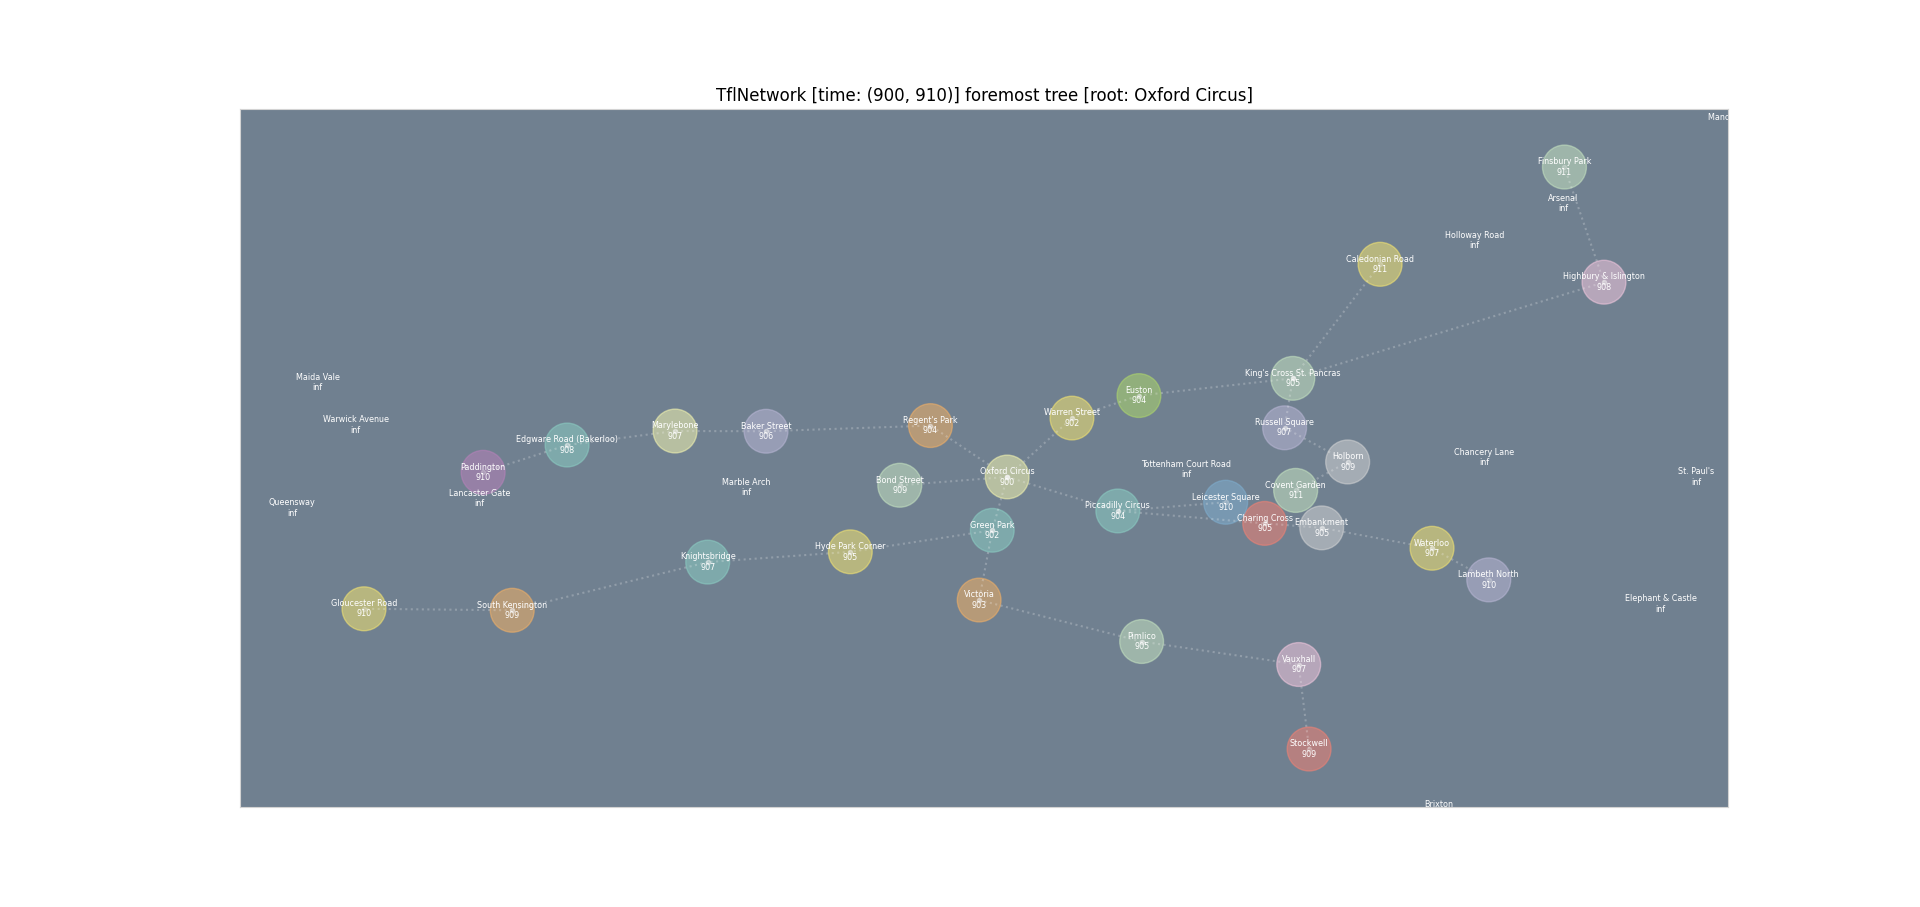 TflNetwork [time: (900, 910)] foremost tree [root: Oxford Circus]
Manc
Finsbury Park
911
Arsenal
inf
Holloway Road
inf
Caledonian Road
911
Highbury & Islington
908
Maida Vale
inf
King's Cross St. Pancras
905
Euston
904
Warren Street
902
Regent's Park
904
Warwick Avenue
inf
Marylebone
907
Baker Street
906
Russell Square
907
Edgware Road (Bakerloo)
908
Holborn
909
Chancery Lane
inf
Paddington
910
Tottenham Court Road
inf
Oxford Circus
900
St. Paul's
inf
Bond Street
909
Marble Arch
inf
Covent Garden
911
Lancaster Gate
inf
Leicester Square
910
Queensway
inf
Piccadilly Circus
904
Charing Cross
905
Embankment
905
Green Park
902
Hyde Park Corner
905
Waterloo
907
Knightsbridge
907
Lambeth North
910
Victoria
903
Elephant & Castle
inf
Gloucester Road
910
South Kensington
909
Pimlico
905
Vauxhall
907
Stockwell
909
Brixton